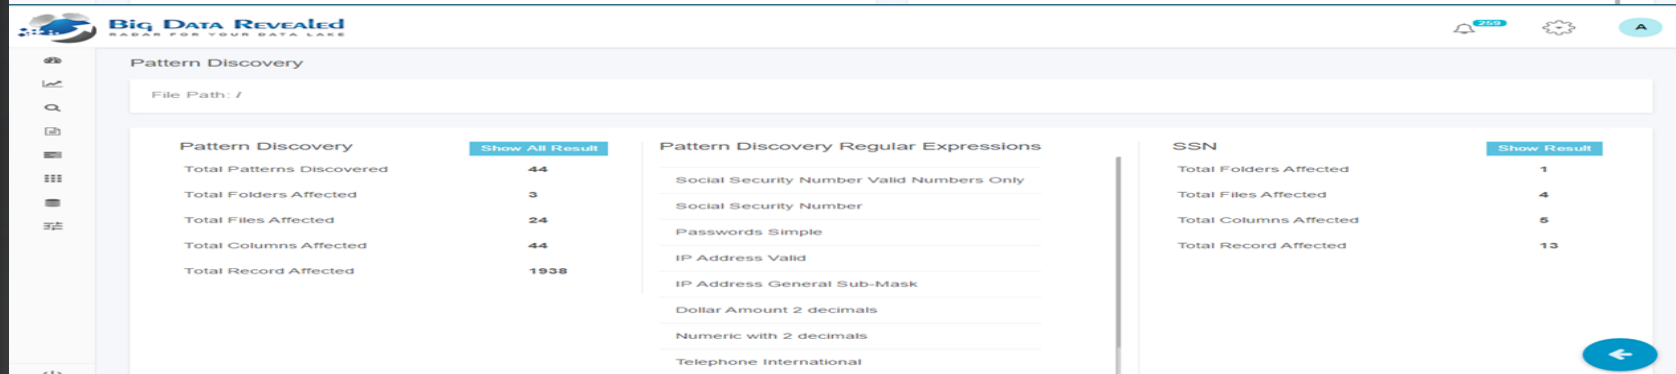 Big Data Revealed
RADAR FOR YOUR DATA LAKE
259
A
Pattern Discovery
File Path: /
Pattern Discovery
Show All Result
Total Patterns Discovered 44
Total Folders Affected 3
Total Files Affected 24
Total Columns Affected 44
Total Record Affected 1938
Pattern Discovery Regular Expressions
Social Security Number Valid Numbers Only
Social Security Number
Passwords Simple
IP Address Valid
IP Address General Sub-Mask
Dollar Amount 2 decimals
Numeric with 2 decimals
Telephone International
SSN
Show Result
Total Folders Affected 1
Total Files Affected 4
Total Columns Affected 5
Total Record Affected 13